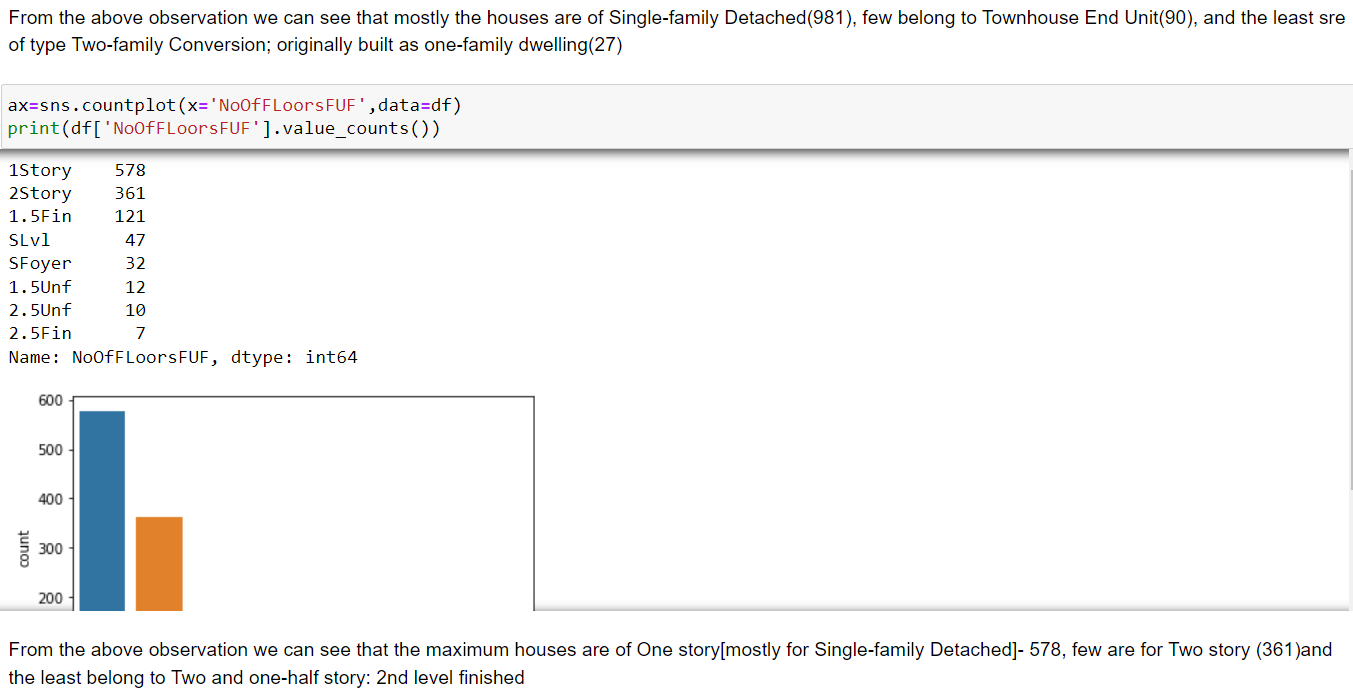 From the above observation we can see that mostly the houses are of Single-family Detached(981), few belong to Townhouse End Unit(90), and the least sre
of type Two-family Conversion; originally built as one-family dwelling(27)
ax=sns.countplot(x='NoOfFLoorsFUF',data=df)
print(df['NoOfFLoorsFUF'].value_counts())
1Story 578
2Story 361
1.5Fin 121
SLvl 47
SFoyer 32
1.5Unf 12
2.5Unf 10
2.5Fin 7
Name: NoOfFLoorsFUF, dtype: int64
600
500
400
300
200
count
From the above observation we can see that the maximum houses are of One story[mostly for Single-family Detached]- 578, few are for Two story (361)and
the least belong to Two and one-half story: 2nd level finished